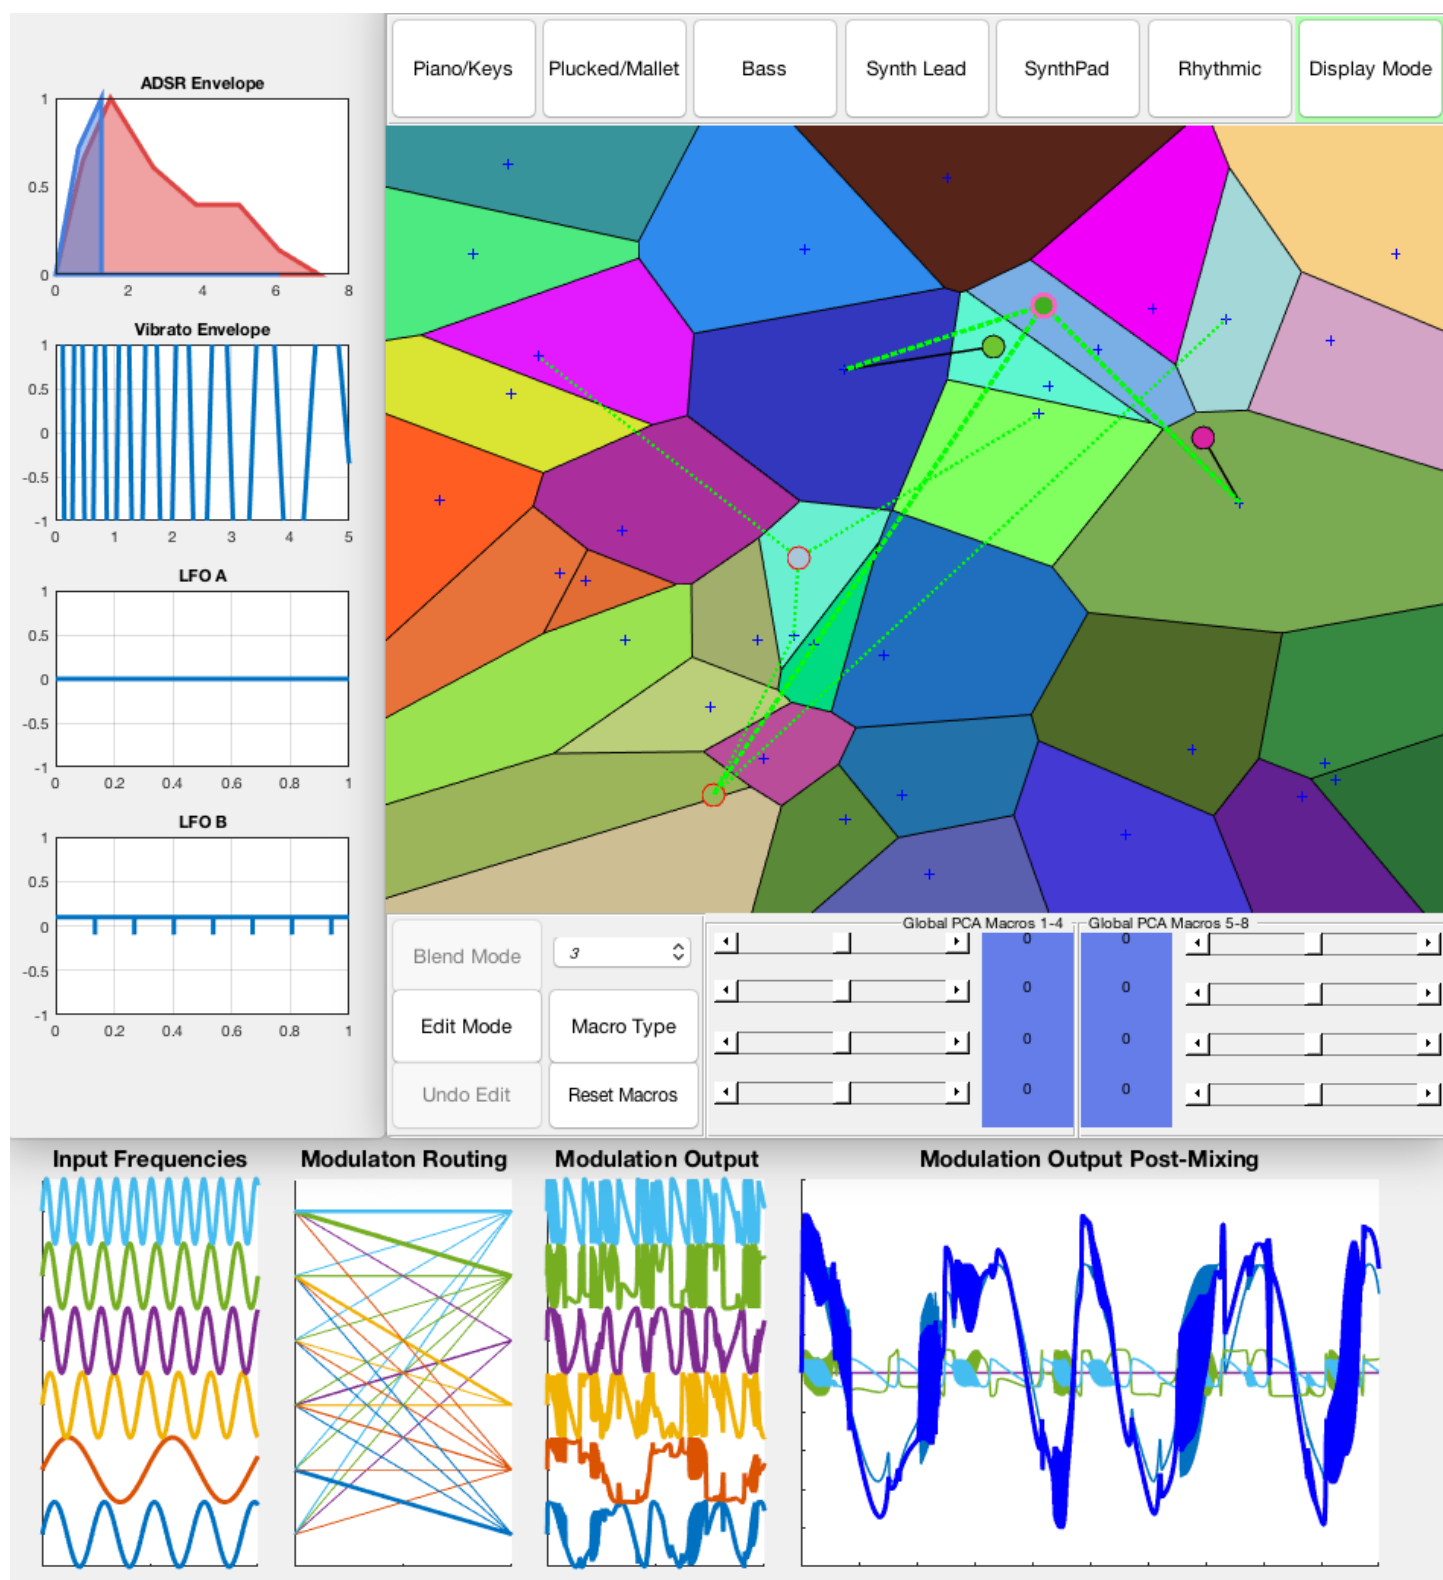 Piano/Keys Plucked/Mallet Bass Synth Lead SynthPad Rhythmic Display Mode
ADSR Envelope
1
0.5
0
0 2 4 6 8
Vibrato Envelope
1
0.5
0
-0.5
-1
0 1 2 3 4 5
LFO A
1
0.5
0
-0.5
-1
0 0.2 0.4 0.6 0.8 1
LFO B
1
0.5
0
-0.5
-1
0 0.2 0.4 0.6 0.8 1
Blend Mode 3
Edit Mode Macro Type
Undo Edit Reset Macros
Global PCA Macros 1-4 Global PCA Macros 5-8
0 0
0 0
0 0
0 0
Input Frequencies Modulaton Routing Modulation Output Modulation Output Post-Mixing